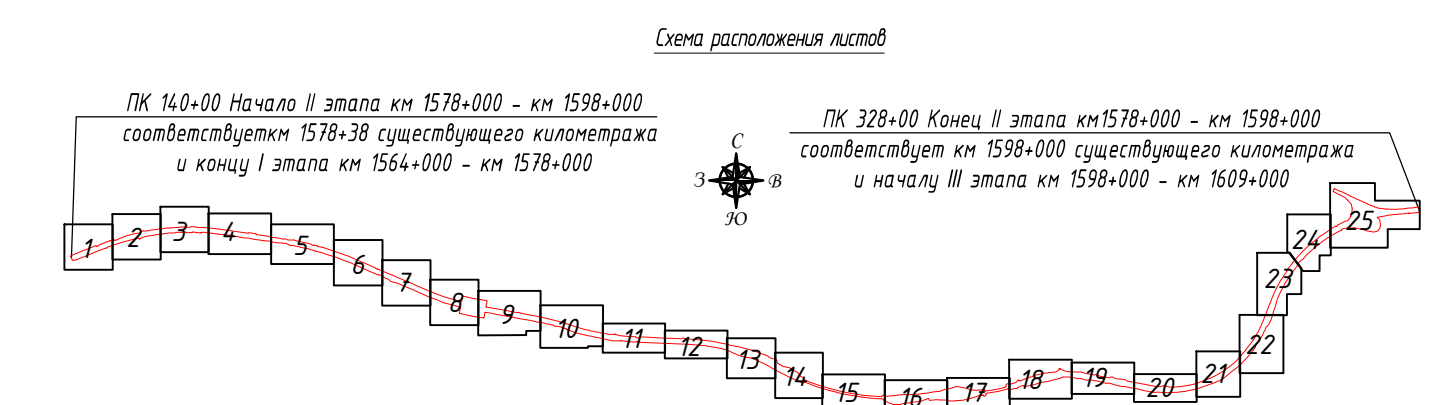 Схема расположения листов
ПК 140+00 Начало II этапа км 1578+000 - км 1598+000
соответствуеткм 1578+38 существующего километража
и концу I этапа км 1564+000 - км 1578+000
ПК 328+00 Конец II этапа км1578+000 - км 1598+000
соответствует км 1598+000 существующего километража
и началу III этапа км 1598+000 - км 1609+000
С
З В
Ю
1
2
3
4
5
6
7
8
9
10
11
12
13
14
15
16
17
18
19
20
21
22
23
24
25